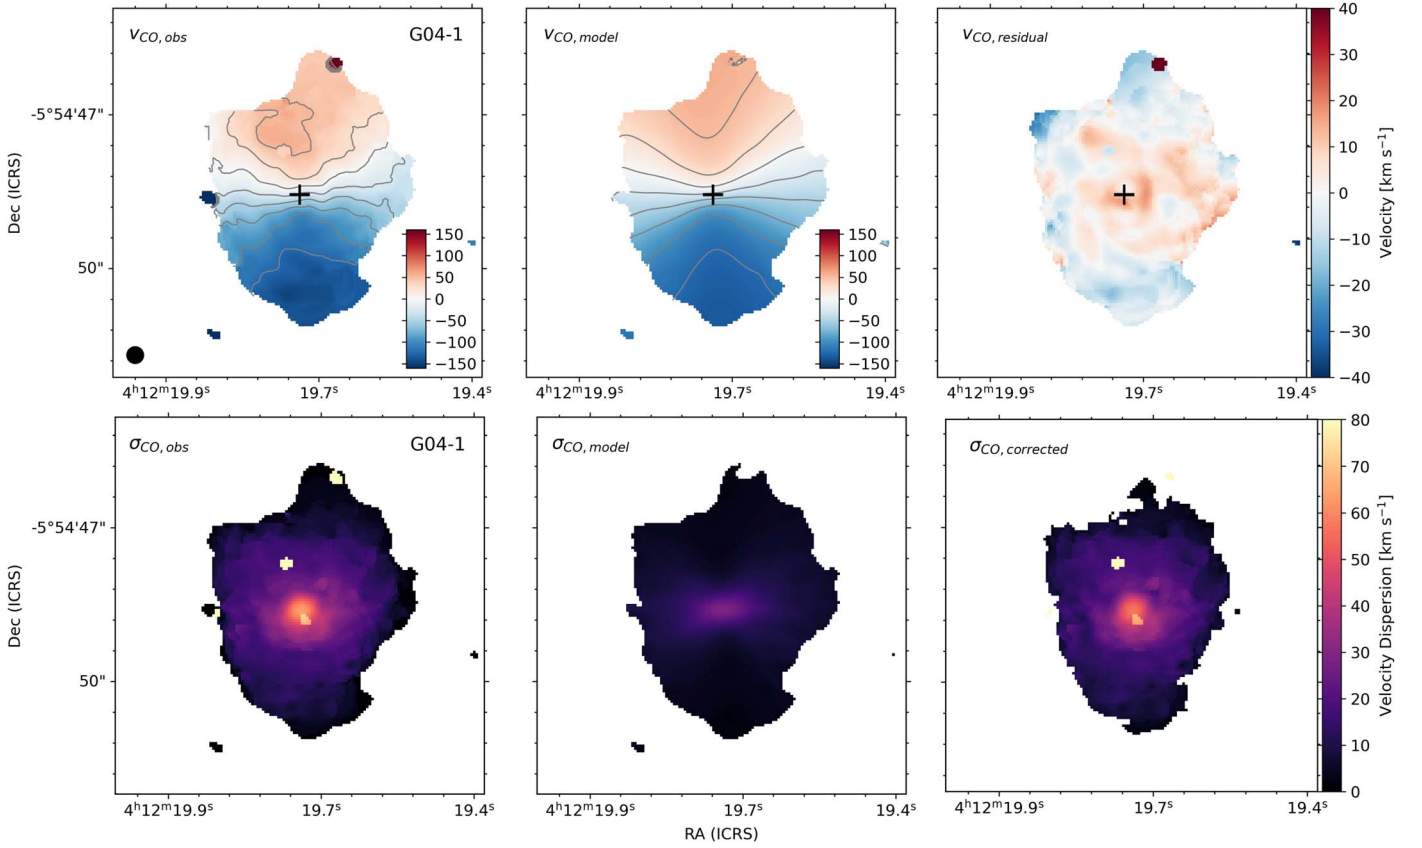 v_CO, obs G04-1
v_CO, model
v_CO, residual
150
100
50
0
−50
−100
−150
150
100
50
0
−50
−100
−150
40
30
20
10
0
−10
−20
−30
−40
Velocity [km s⁻¹]
-5°54'47"
50"
Dec (ICRS)
4ʰ12ᵐ19.9ˢ 19.7ˢ 19.4ˢ
4ʰ12ᵐ19.9ˢ 19.7ˢ 19.4ˢ
4ʰ12ᵐ19.9ˢ 19.7ˢ 19.4ˢ
σ_CO, obs G04-1
σ_CO, model
σ_CO, corrected
80
70
60
50
40
30
20
10
0
Velocity Dispersion [km s⁻¹]
-5°54'47"
50"
Dec (ICRS)
4ʰ12ᵐ19.9ˢ 19.7ˢ 19.4ˢ
4ʰ12ᵐ19.9ˢ 19.7ˢ 19.4ˢ
4ʰ12ᵐ19.9ˢ 19.7ˢ 19.4ˢ
RA (ICRS)